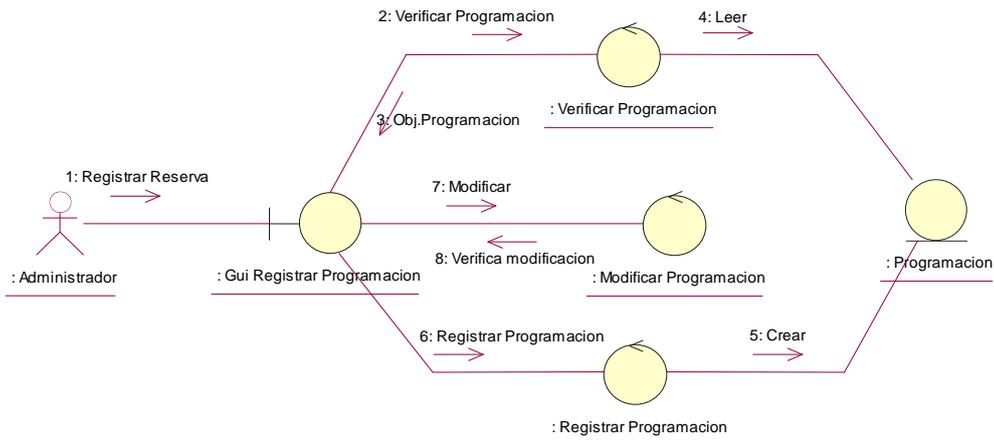 2: Verificar Programacion
4: Leer
: Verificar Programacion
3: Obj.Programacion
1: Registrar Reserva
7: Modificar
8: Verifica modificacion
: Administrador
: Gui Registrar Programacion
: Modificar Programacion
: Programacion
6: Registrar Programacion
5: Crear
: Registrar Programacion